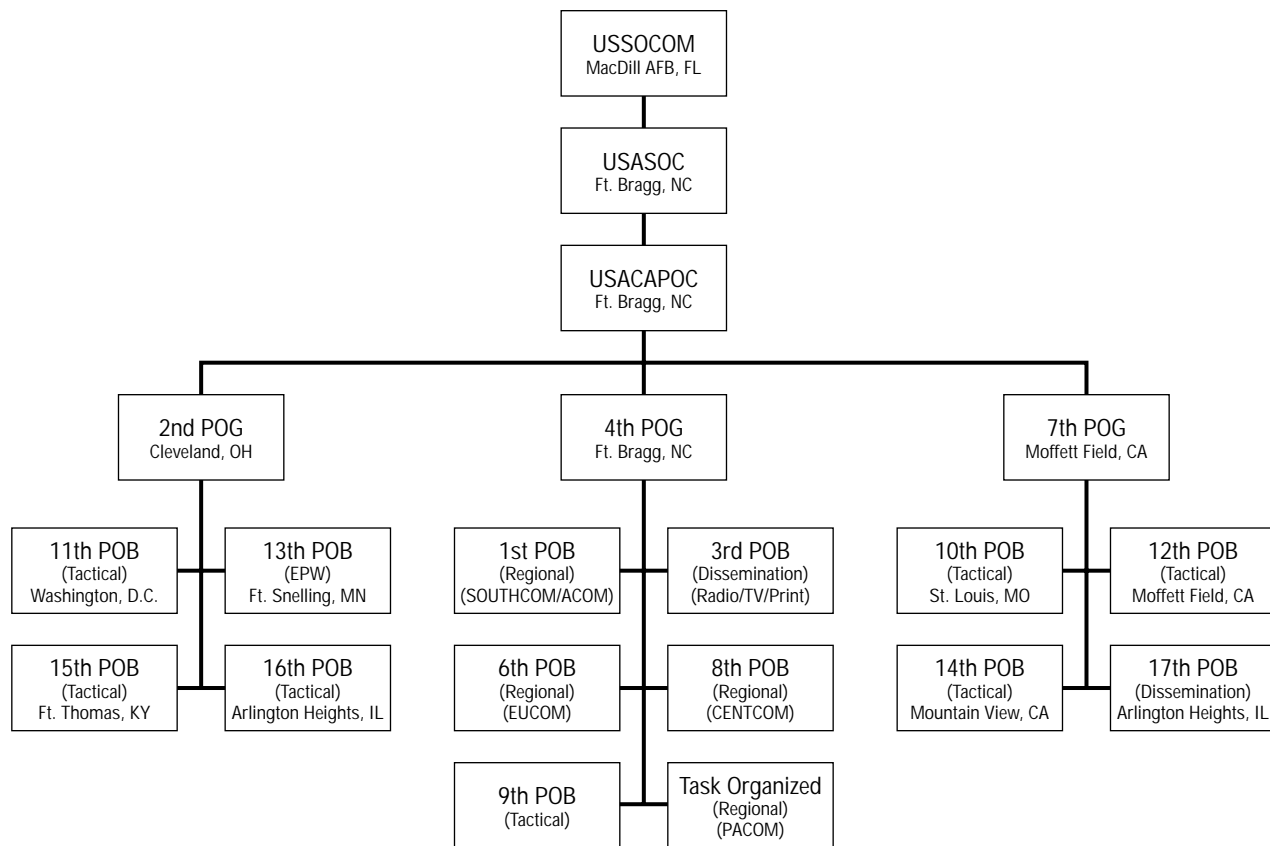 USSOCOM
MacDill AFB, FL
USASOC
Ft. Bragg, NC
USACAPOC
Ft. Bragg, NC
2nd POG
Cleveland, OH
4th POG
Ft. Bragg, NC
7th POG
Moffett Field, CA
11th POB
(Tactical)
Washington, D.C.
13th POB
(EPW)
Ft. Snelling, MN
15th POB
(Tactical)
Ft. Thomas, KY
16th POB
(Tactical)
Arlington Heights, IL
1st POB
(Regional)
(SOUTHCOM/ACOM)
3rd POB
(Dissemination)
(Radio/TV/Print)
6th POB
(Regional)
(EUCOM)
8th POB
(Regional)
(CENTCOM)
9th POB
(Tactical)
Task Organized
(Regional)
(PACOM)
10th POB
(Tactical)
St. Louis, MO
12th POB
(Tactical)
Moffett Field, CA
14th POB
(Tactical)
Mountain View, CA
17th POB
(Dissemination)
Arlington Heights, IL